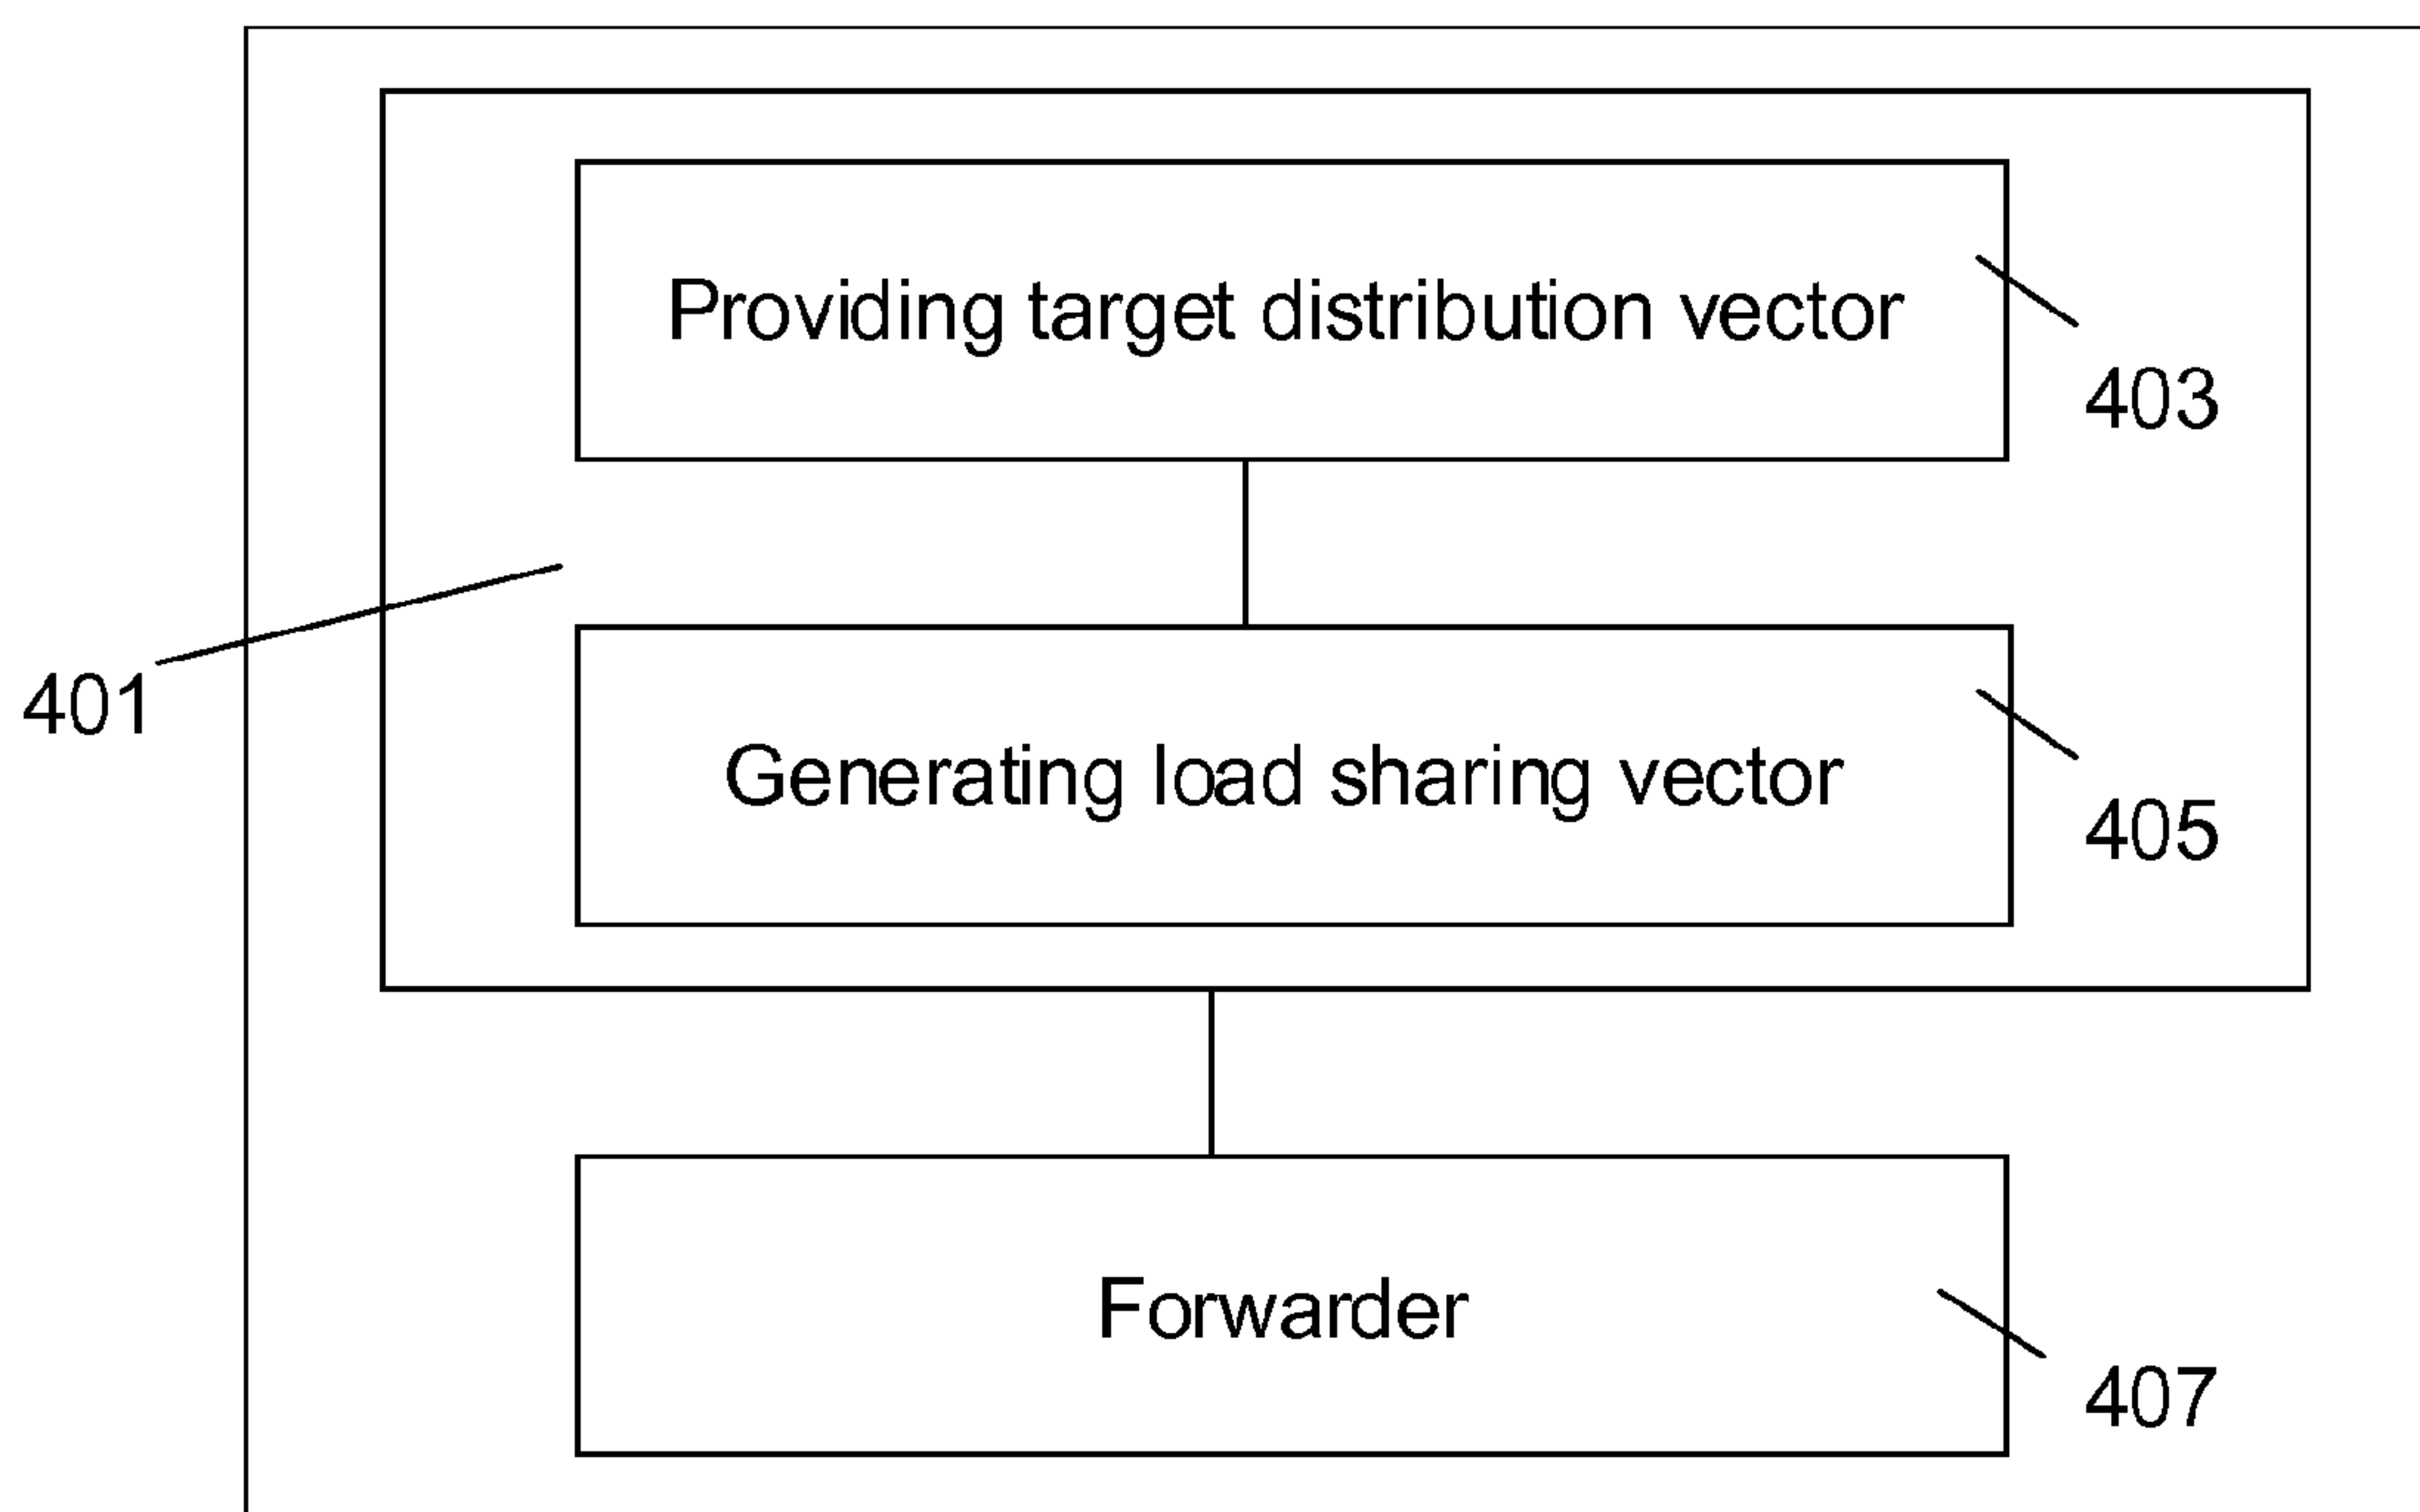 Providing target distribution vector
403
401
Generating load sharing vector
405
Forwarder
407